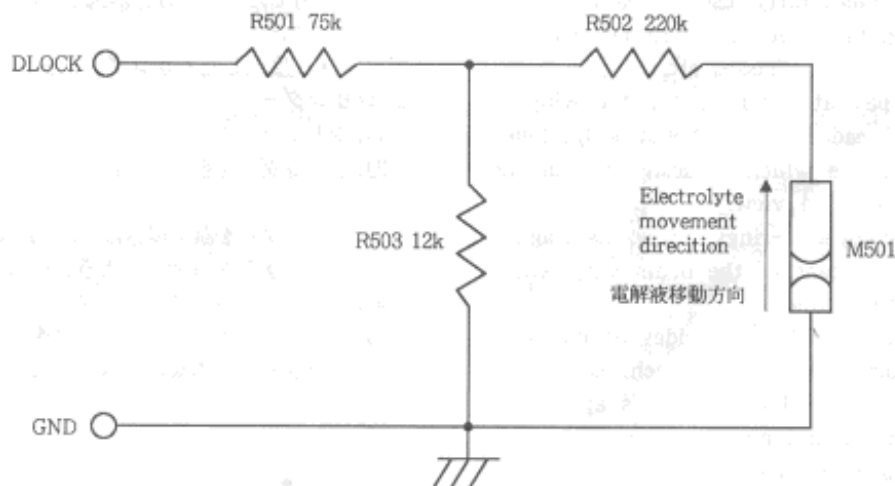 R501 75k
R502 220k
DLOCK
R503 12k
Electrolyte
movement
direcition
M501
電解液移動方向
GND